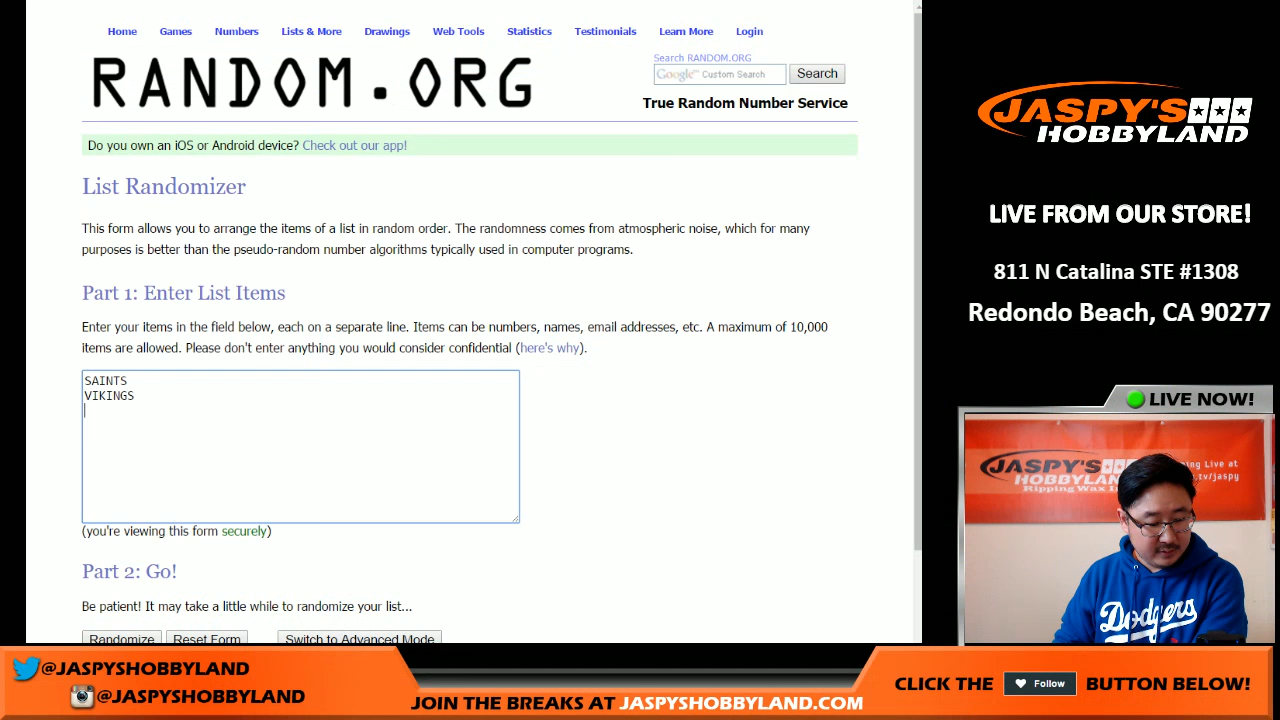 Home Games Numbers Lists & More Drawings Web Tools Statistics Testimonials Learn More Login
RANDOM.ORG
Search RANDOM.ORG
Google™ Custom Search Search
True Random Number Service
Do you own an iOS or Android device? Check out our app!
List Randomizer
This form allows you to arrange the items of a list in random order. The randomness comes from atmospheric noise, which for many
purposes is better than the pseudo-random number algorithms typically used in computer programs.
Part 1: Enter List Items
Enter your items in the field below, each on a separate line. Items can be numbers, names, email addresses, etc. A maximum of 10,000
items are allowed. Please don't enter anything you would consider confidential (here's why).
SAINTS
VIKINGS
(you're viewing this form securely)
Part 2: Go!
Be patient! It may take a little while to randomize your list...
Randomize Reset Form Switch to Advanced Mode
JASPY'S
HOBBYLAND
LIVE FROM OUR STORE!
811 N Catalina STE #1308
Redondo Beach, CA 90277
LIVE NOW!
JASPY'S
HOBBYLAND
Ripping Wax
Live at
.tv/jaspy
Dodgers
@JASPYSHOBBYLAND
@JASPYSHOBBYLAND
JOIN THE BREAKS AT JASPYSHOBBYLAND.COM
CLICK THE Follow BUTTON BELOW!